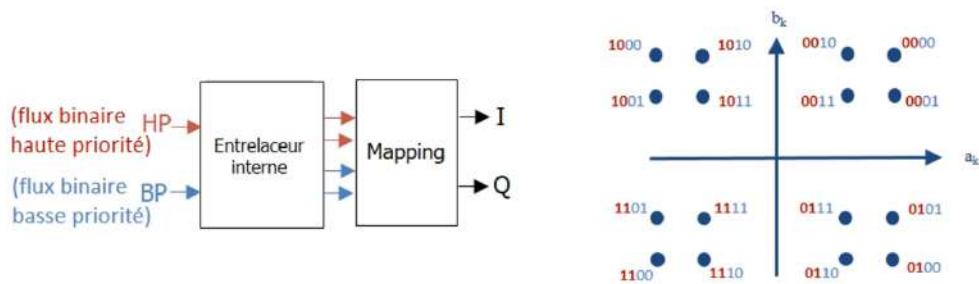 (flux binaire
haute priorité)
HP
(flux binaire
basse priorité)
BP
Entrelaceur
interne
Mapping
I
Q
bk
ak
1000 1010 0010 0000
1001 1011 0011 0001
1101 1111 0111 0101
1100 1110 0110 0100